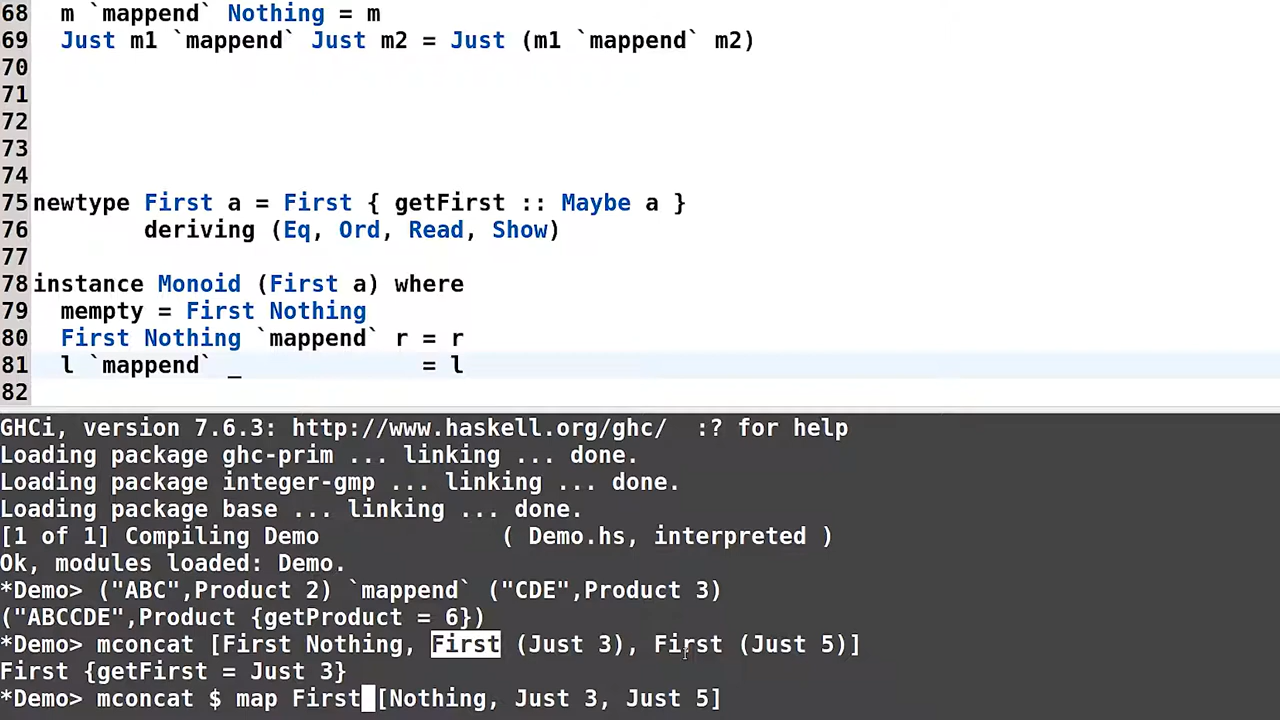 68  m `mappend` Nothing = m
69  Just m1 `mappend` Just m2 = Just (m1 `mappend` m2)
70
71
72
73
74
75newtype First a = First { getFirst :: Maybe a }
76        deriving (Eq, Ord, Read, Show)
77
78instance Monoid (First a) where
79  mempty = First Nothing
80  First Nothing `mappend` r = r
81  l `mappend` _             = l
82
GHCi, version 7.6.3: http://www.haskell.org/ghc/  :? for help
Loading package ghc-prim ... linking ... done.
Loading package integer-gmp ... linking ... done.
Loading package base ... linking ... done.
[1 of 1] Compiling Demo             ( Demo.hs, interpreted )
Ok, modules loaded: Demo.
*Demo> ("ABC",Product 2) `mappend` ("CDE",Product 3)
("ABCCDE",Product {getProduct = 6})
*Demo> mconcat [First Nothing, First (Just 3), First (Just 5)]
First {getFirst = Just 3}
*Demo> mconcat $ map First [Nothing, Just 3, Just 5]